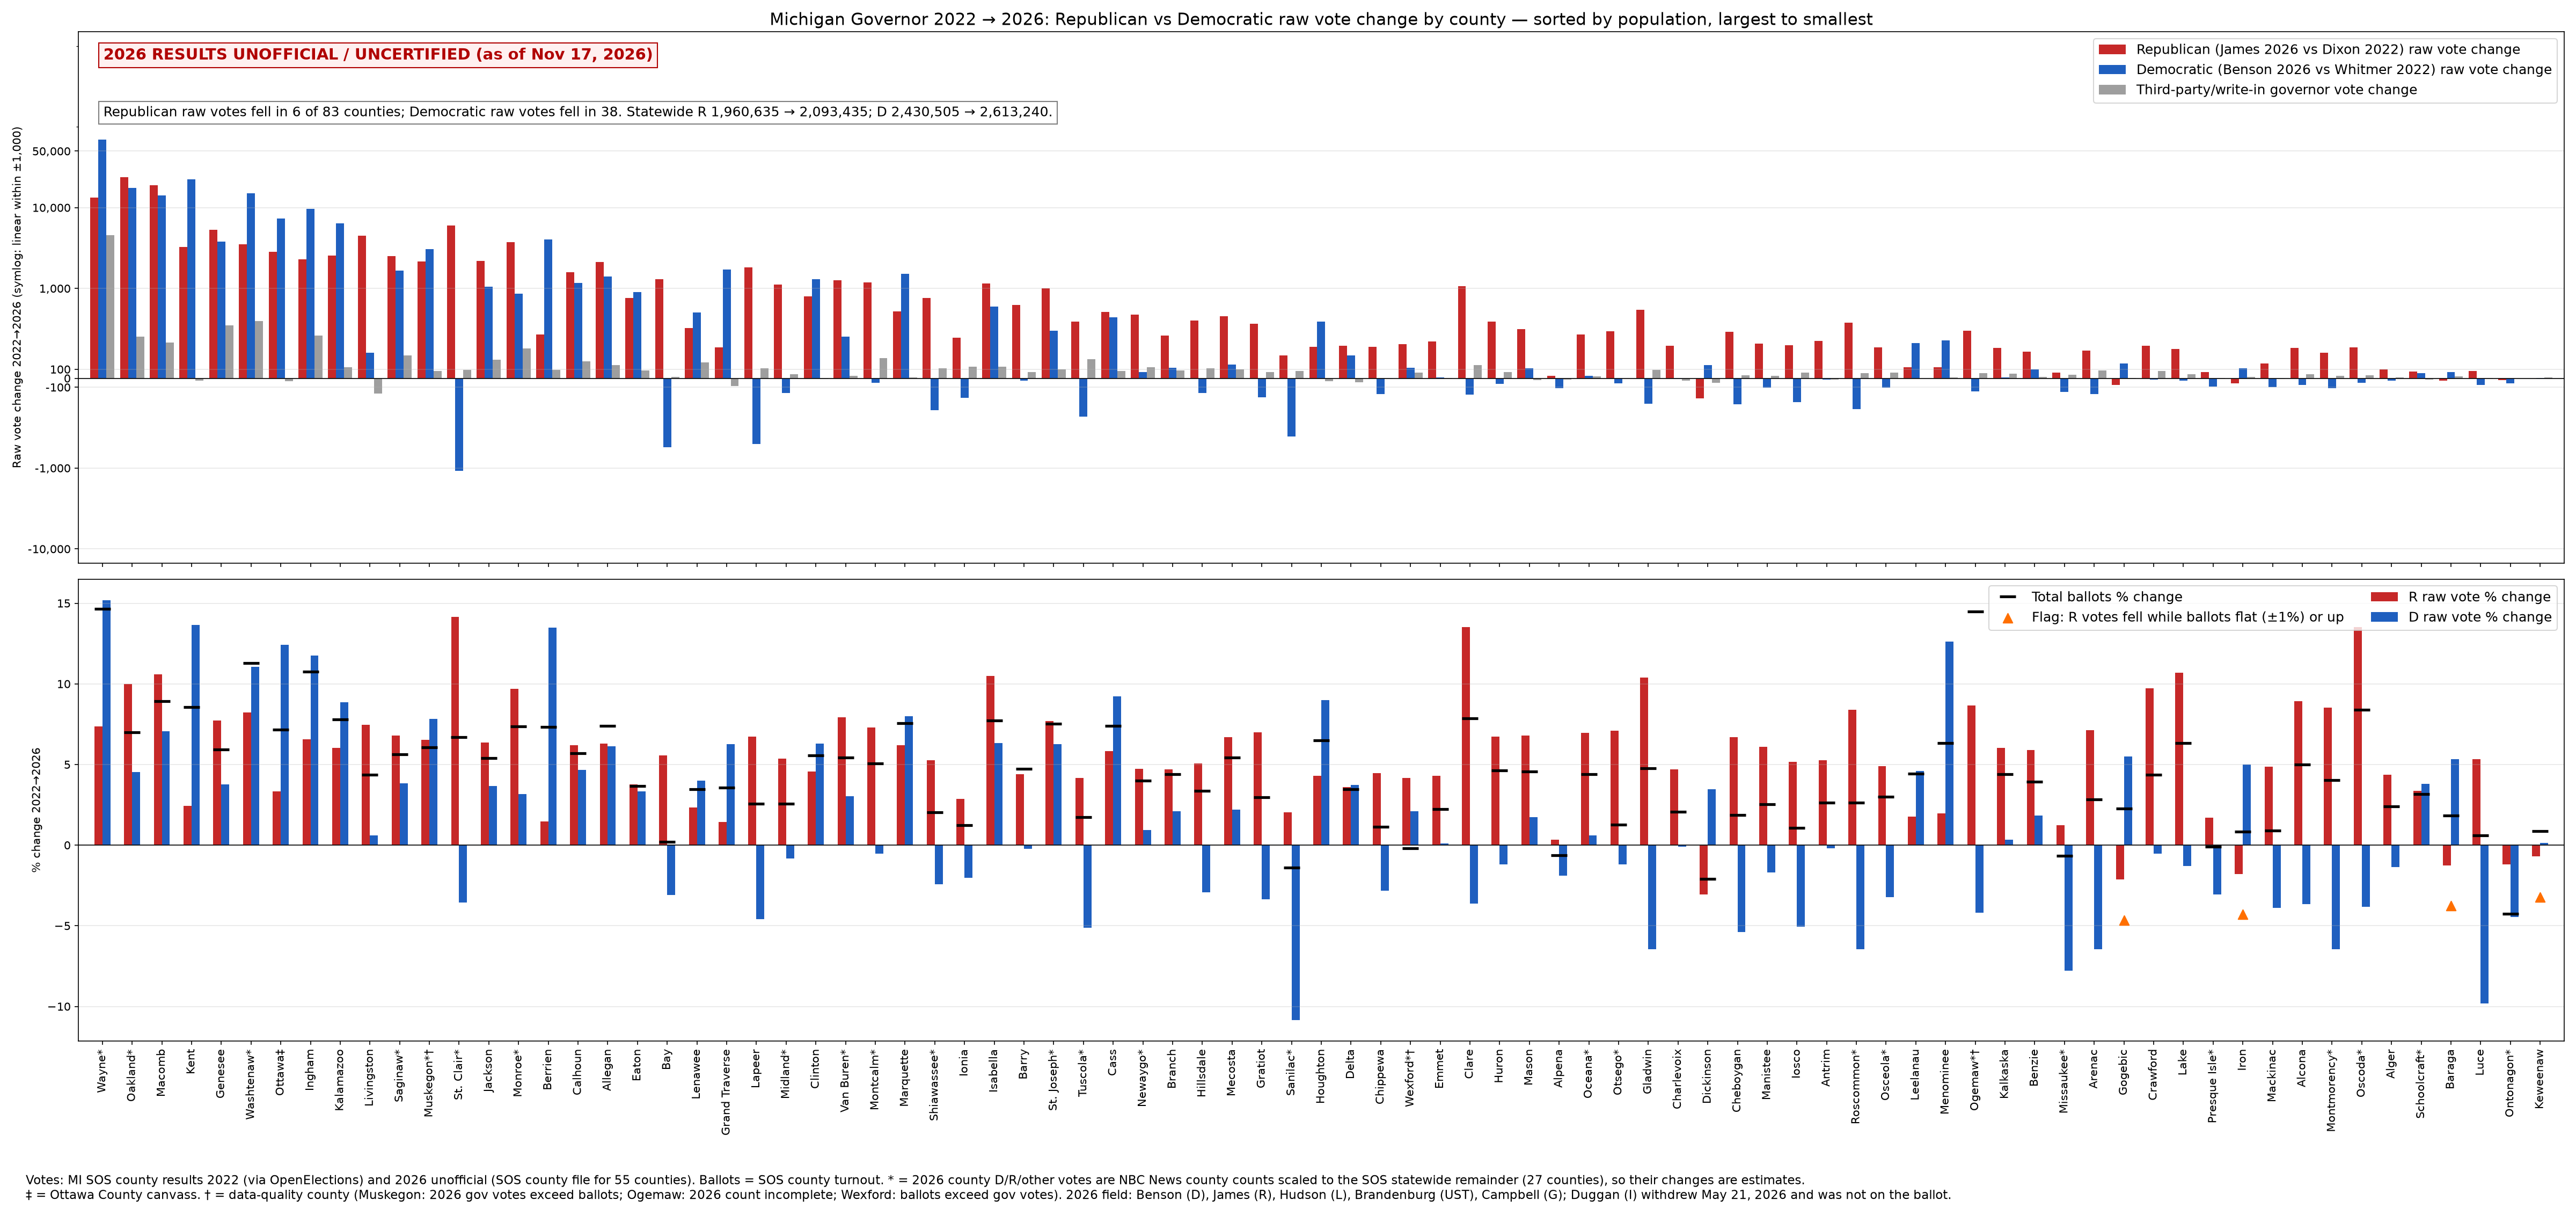 Michigan Governor 2022 → 2026: Republican vs Democratic raw vote change by county — sorted by population, largest to smallest
2026 RESULTS UNOFFICIAL / UNCERTIFIED (as of Nov 17, 2026)
Republican raw votes fell in 6 of 83 counties; Democratic raw votes fell in 38. Statewide R 1,960,635 → 2,093,435; D 2,430,505 → 2,613,240.
Republican (James 2026 vs Dixon 2022) raw vote change
Democratic (Benson 2026 vs Whitmer 2022) raw vote change
Third-party/write-in governor vote change
Raw vote change 2022→2026 (symlog: linear within ±1,000)
50,000
10,000
1,000
100
0
-100
-1,000
-10,000
Total ballots % change
Flag: R votes fell while ballots flat (±1%) or up
R raw vote % change
D raw vote % change
% change 2022→2026
15
10
5
0
−5
−10
Wayne*
Oakland*
Macomb
Kent
Genesee
Washtenaw*
Ottawa‡
Ingham
Kalamazoo
Livingston
Saginaw*
Muskegon*†
St. Clair*
Jackson
Monroe*
Berrien
Calhoun
Allegan
Eaton
Bay
Lenawee
Grand Traverse
Lapeer
Midland*
Clinton
Van Buren*
Montcalm*
Marquette
Shiawassee*
Ionia
Isabella
Barry
St. Joseph*
Tuscola*
Cass
Newaygo*
Branch
Hillsdale
Mecosta
Gratiot
Sanilac*
Houghton
Delta
Chippewa
Wexford*†
Emmet
Clare
Huron
Mason
Alpena
Oceana*
Otsego*
Gladwin
Charlevoix
Dickinson
Cheboygan
Manistee
Iosco
Antrim
Roscommon*
Osceola*
Leelanau
Menominee
Ogemaw*†
Kalkaska
Benzie
Missaukee*
Arenac
Gogebic
Crawford
Lake
Presque Isle*
Iron
Mackinac
Alcona
Montmorency*
Oscoda*
Alger
Schoolcraft*
Baraga
Luce
Ontonagon*
Keweenaw
Votes: MI SOS county results 2022 (via OpenElections) and 2026 unofficial (SOS county file for 55 counties). Ballots = SOS county turnout. * = 2026 county D/R/other votes are NBC News county counts scaled to the SOS statewide remainder (27 counties), so their changes are estimates.
‡ = Ottawa County canvass. † = data-quality county (Muskegon: 2026 gov votes exceed ballots; Ogemaw: 2026 count incomplete; Wexford: ballots exceed gov votes). 2026 field: Benson (D), James (R), Hudson (L), Brandenburg (UST), Campbell (G); Duggan (I) withdrew May 21, 2026 and was not on the ballot.